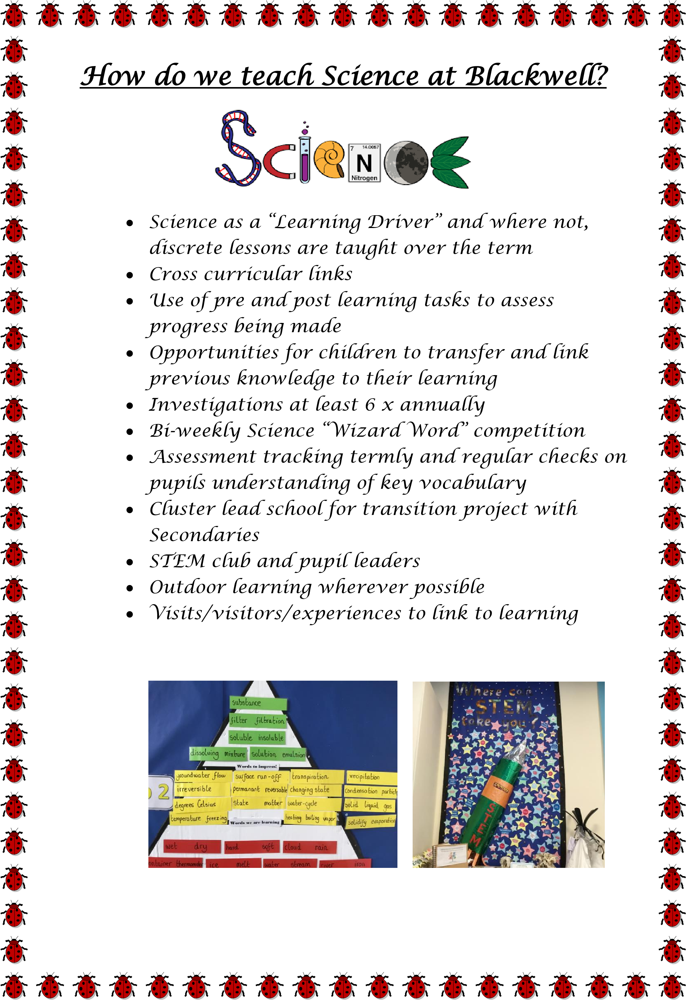 How do we teach Science at Blackwell?
Science
7 14.0067
N
Nitrogen
• Science as a “Learning Driver” and where not,
discrete lessons are taught over the term
• Cross curricular links
• Use of pre and post learning tasks to assess
progress being made
• Opportunities for children to transfer and link
previous knowledge to their learning
• Investigations at least 6 x annually
• Bi-weekly Science “Wizard Word” competition
• Assessment tracking termly and regular checks on
pupils understanding of key vocabulary
• Cluster lead school for transition project with
Secondaries
• STEM club and pupil leaders
• Outdoor learning wherever possible
• Visits/visitors/experiences to link to learning
substance
filter filtration
soluble insoluble
dissolving mixture solution emulsion
Words to impress!
groundwater flow surface run-off transpiration precipitation
2 irreversible permanant reversable changing state condensation particle
degrees Celsius state matter water-cycle solid liquid gas
temperature freezing heating boiling vapor solidify evaporation
Words we are learning
wet dry hard soft cloud rain
ontainer thermometer ice melt water stream river iron
Where can
STEM
take you?
STEM